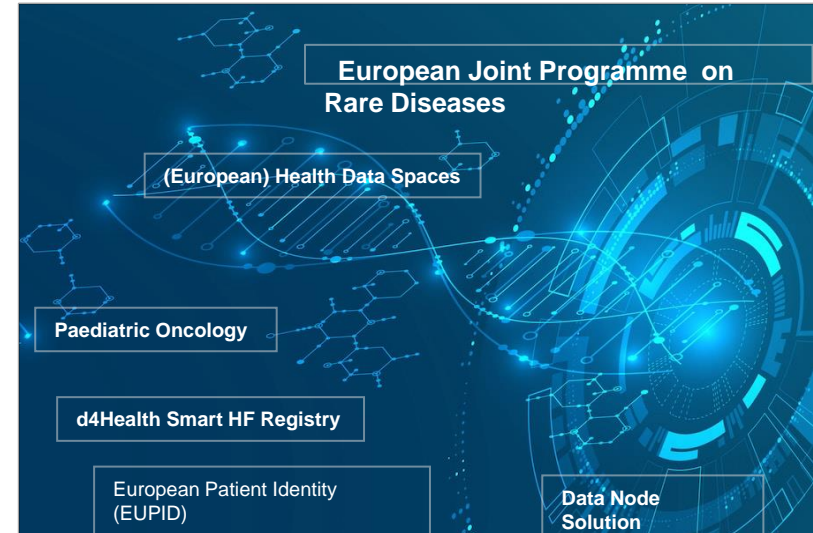 European Joint Programme on
Rare Diseases
(European) Health Data Spaces
Paediatric Oncology
d4Health Smart HF Registry
European Patient Identity
(EUPID)
Data Node
Solution